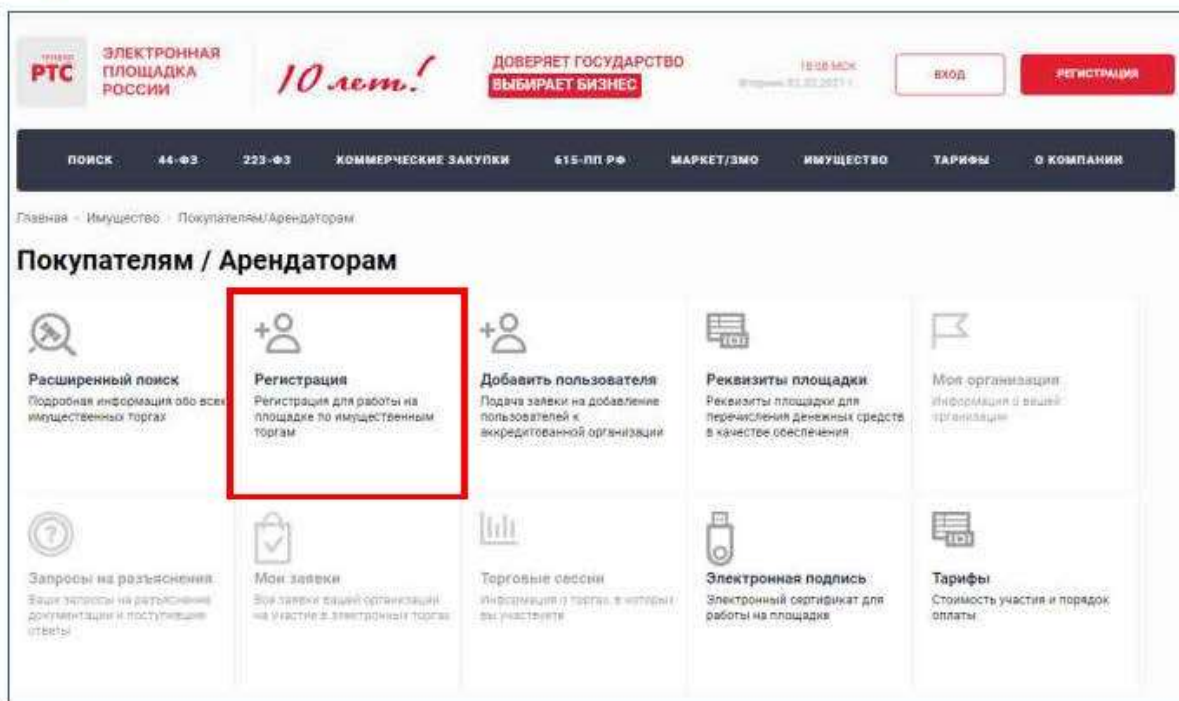 тендер
РТС
ЭЛЕКТРОННАЯ
ПЛОЩАДКА
РОССИИ
10 лет!
ДОВЕРЯЕТ ГОСУДАРСТВО
ВЫБИРАЕТ БИЗНЕС
ВХОД
РЕГИСТРАЦИЯ
ПОИСК 44-ФЗ 223-ФЗ КОММЕРЧЕСКИЕ ЗАКУПКИ 615-ПП РФ МАРКЕТ/ЗМО ИМУЩЕСТВО ТАРИФЫ О КОМПАНИИ
Главная - Имущество - Покупателям/Арендаторам
Покупателям / Арендаторам
Расширенный поиск
Подробная информация обо всех
имущественных торгах
Регистрация
Регистрация для работы на
площадке по имущественным
торгам
Добавить пользователя
Подача заявки на добавление
пользователей к
аккредитованной организации
Реквизиты площадки
Реквизиты площадки для
перечисления денежных средств
в качестве обеспечения
Моя организация
Информация о вашей
организации
Запросы на разъяснения
Ваши запросы на разъяснение
документации и поступившие
ответы
Мои заявки
Все заявки вашей организации
на участие в электронных торгах
Торговые сессии
Информация о торгах, в которых
вы участвуете
Электронная подпись
Электронный сертификат для
работы на площадке
Тарифы
Стоимость участия и порядок
оплаты